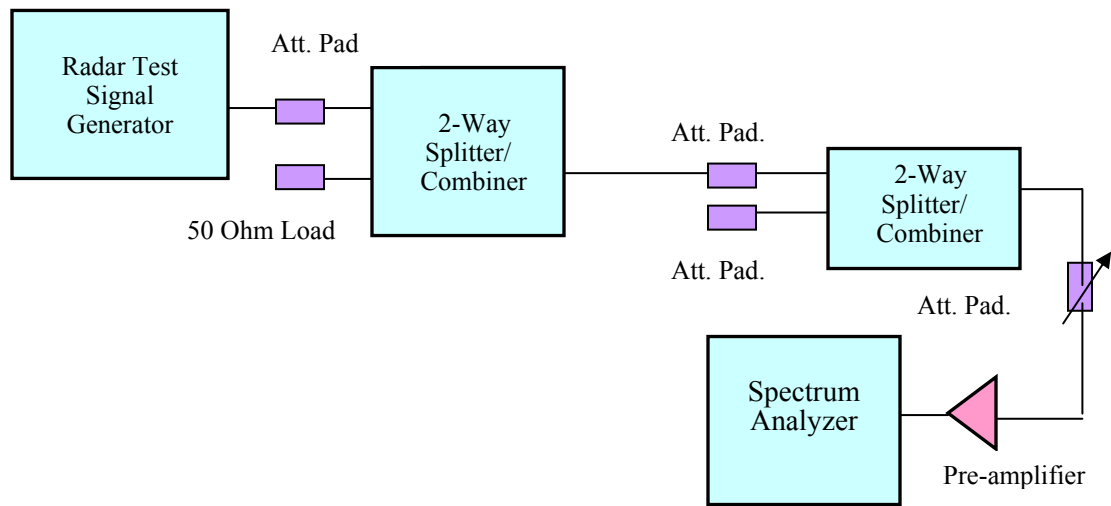 Radar Test
Signal
Generator
Att. Pad
50 Ohm Load
2-Way
Splitter/
Combiner
Att. Pad.
Att. Pad.
2-Way
Splitter/
Combiner
Att. Pad.
Spectrum
Analyzer
Pre-amplifier